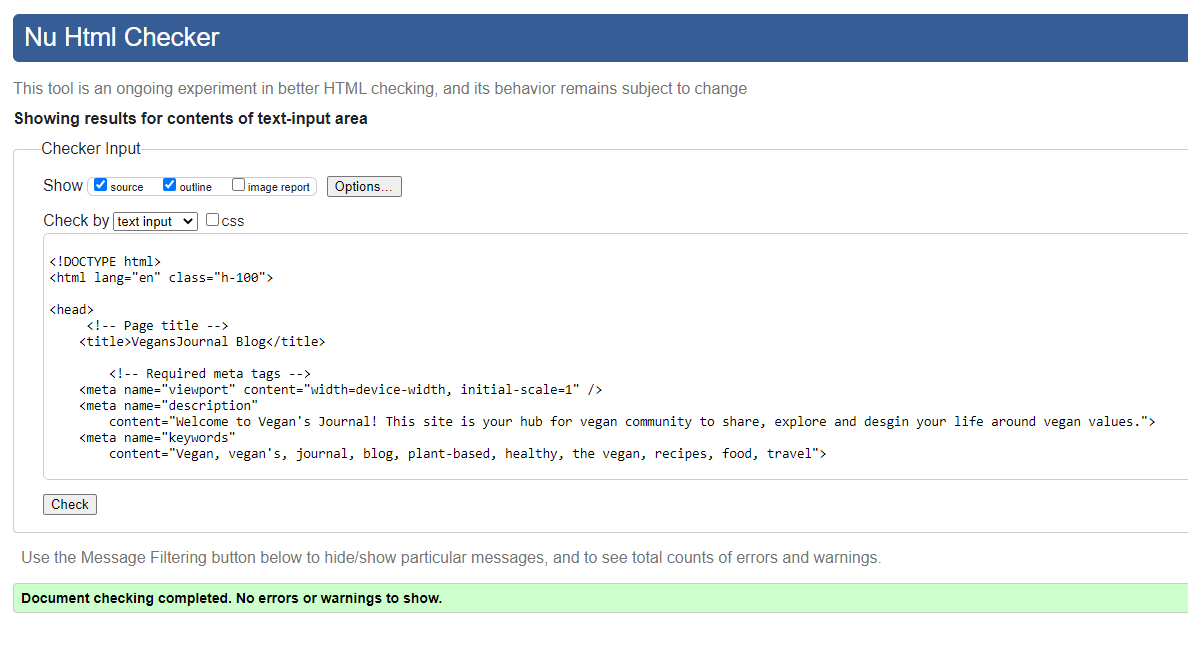 Nu Html Checker
This tool is an ongoing experiment in better HTML checking, and its behavior remains subject to change
Showing results for contents of text-input area
Checker Input
Show source outline image report Options...
Check by text input css
<!DOCTYPE html>
<html lang="en" class="h-100">
<head>
<!-- Page title -->
<title>VegansJournal Blog</title>
<!-- Required meta tags -->
<meta name="viewport" content="width=device-width, initial-scale=1" />
<meta name="description"
content="Welcome to Vegan's Journal! This site is your hub for vegan community to share, explore and desgin your life around vegan values.">
<meta name="keywords"
content="Vegan, vegan's, journal, blog, plant-based, healthy, the vegan, recipes, food, travel">
Check
Use the Message Filtering button below to hide/show particular messages, and to see total counts of errors and warnings.
Document checking completed. No errors or warnings to show.